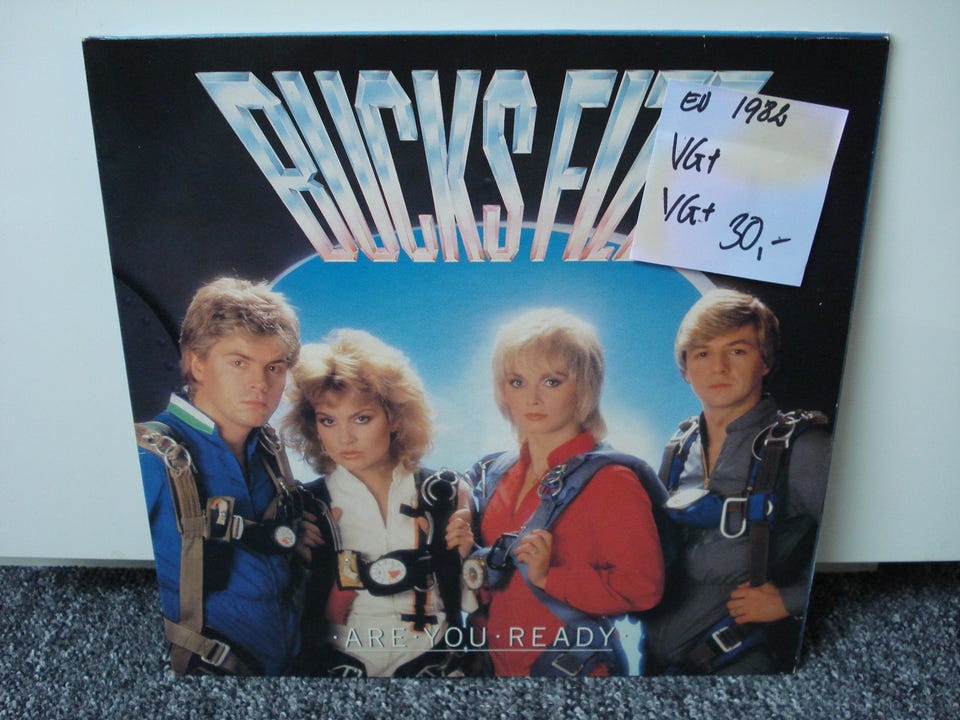 BUCKS FIZZ
EU 1982
VG+
VG+
30,-
·ARE·YOU·READY·